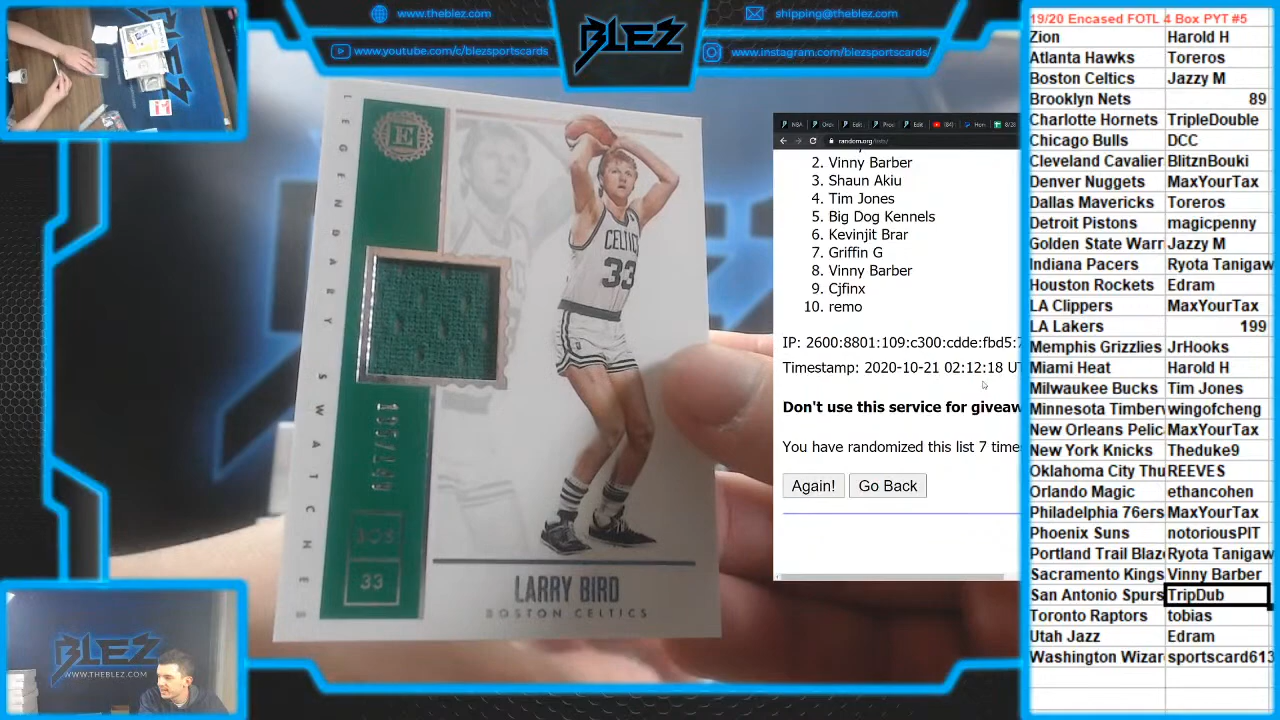 www.theblez.com
shipping@theblez.com
www.youtube.com/c/blezsportscards
www.instagram.com/blezsportscards/
BLEZ
LEGENDARY SWATCHES
E
CELTICS
33
33
LARRY BIRD
BOSTON CELTICS
random.org/lists/
2. Vinny Barber
3. Shaun Akiu
4. Tim Jones
5. Big Dog Kennels
6. Kevinjit Brar
7. Griffin G
8. Vinny Barber
9. Cjfinx
10. remo
IP: 2600:8801:109:c300:cdde:fbd5:
Timestamp: 2020-10-21 02:12:18 U
Don't use this service for giveaw
You have randomized this list 7 time
Again! Go Back
19/20 Encased FOTL 4 Box PYT #5
Zion Harold H
Atlanta Hawks Toreros
Boston Celtics Jazzy M
Brooklyn Nets 89
Charlotte Hornets TripleDouble
Chicago Bulls DCC
Cleveland Cavalier BlitznBouki
Denver Nuggets MaxYourTax
Dallas Mavericks Toreros
Detroit Pistons magicpenny
Golden State Warr Jazzy M
Indiana Pacers Ryota Tanigaw
Houston Rockets Edram
LA Clippers MaxYourTax
LA Lakers 199
Memphis Grizzlies JrHooks
Miami Heat Harold H
Milwaukee Bucks Tim Jones
Minnesota Timberv wingofcheng
New Orleans Pelic MaxYourTax
New York Knicks Theduke9
Oklahoma City Thu REEVES
Orlando Magic ethancohen
Philadelphia 76ers MaxYourTax
Phoenix Suns notoriousPIT
Portland Trail Blaz Ryota Tanigaw
Sacramento Kings Vinny Barber
San Antonio Spurs TripDub
Toronto Raptors tobias
Utah Jazz Edram
Washington Wizar sportscard613
BLEZ
WWW.THEBLEZ.COM